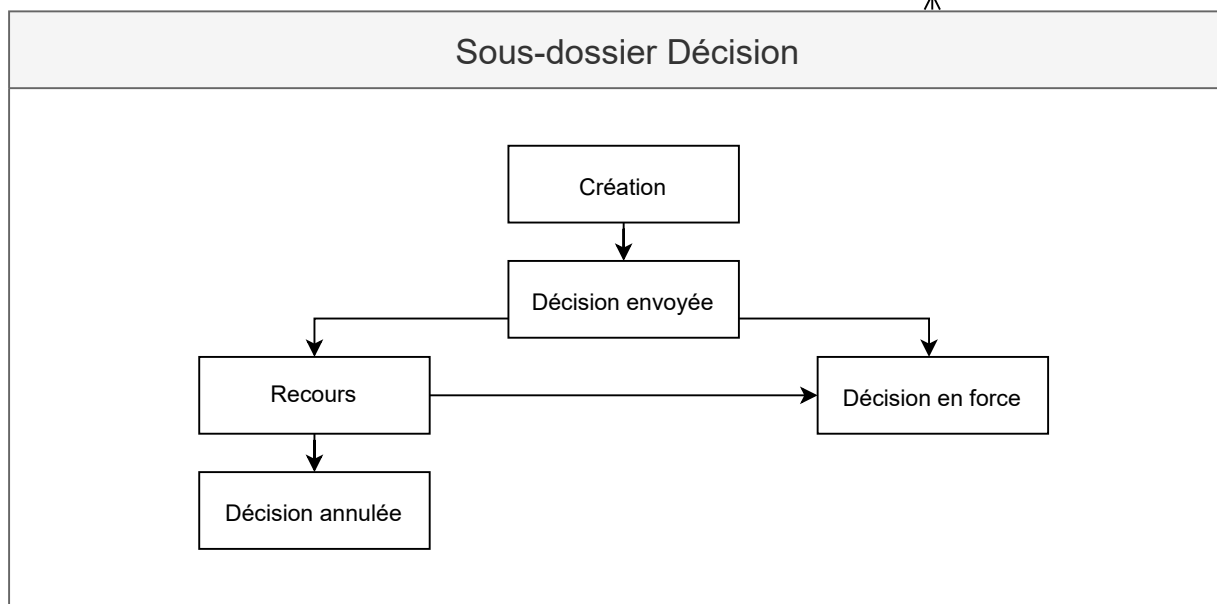 Sous-dossier Décision
Création
Décision envoyée
Recours
Décision en force
Décision annulée